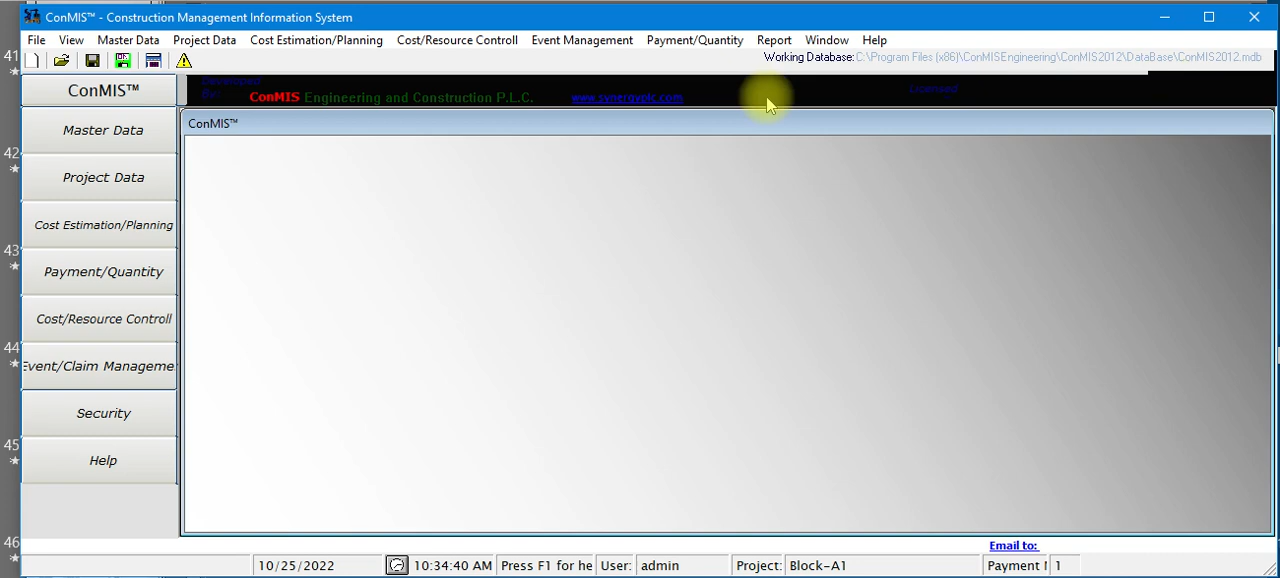 ConMIS™ - Construction Management Information System
File View Master Data Project Data Cost Estimation/Planning Cost/Resource Controll Event Management Payment/Quantity Report Window Help
41
Working Database: C:\Program Files (x86)\ConMISEngineering\ConMIS2012\DataBase\ConMIS2012.mdb
ConMIS™
Developed
By:
ConMIS Engineering and Construction P.L.C.
www.synergyplc.com
Licensed
ConMIS™
Master Data
42
Project Data
Cost Estimation/Planning
43
Payment/Quantity
Cost/Resource Controll
44
Event/Claim Manageme
Security
45
Help
46
Email to:
10/25/2022 10:34:40 AM Press F1 for he User: admin Project: Block-A1 Payment 1